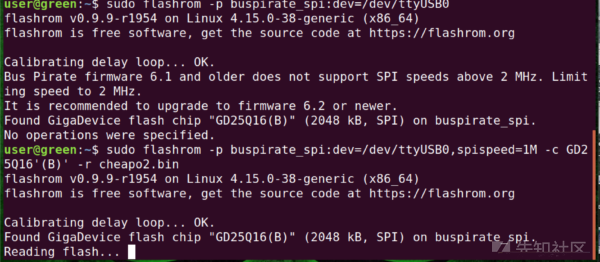 user@green:~$ sudo flashrom -p buspirate_spi:dev=/dev/ttyUSB0
flashrom v0.9.9-r1954 on Linux 4.15.0-38-generic (x86_64)
flashrom is free software, get the source code at https://flashrom.org

Calibrating delay loop... OK.
Bus Pirate firmware 6.1 and older does not support SPI speeds above 2 MHz. Limit
ing speed to 2 MHz.
It is recommended to upgrade to firmware 6.2 or newer.
Found GigaDevice flash chip "GD25Q16(B)" (2048 kB, SPI) on buspirate_spi.
No operations were specified.
user@green:~$ sudo flashrom -p buspirate_spi:dev=/dev/ttyUSB0,spispeed=1M -c GD2
5Q16'(B)' -r cheapo2.bin
flashrom v0.9.9-r1954 on Linux 4.15.0-38-generic (x86_64)
flashrom is free software, get the source code at https://flashrom.org

Calibrating delay loop... OK.
Found GigaDevice flash chip "GD25Q16(B)" (2048 kB, SPI) on buspirate_spi.
Reading flash...
先知社区